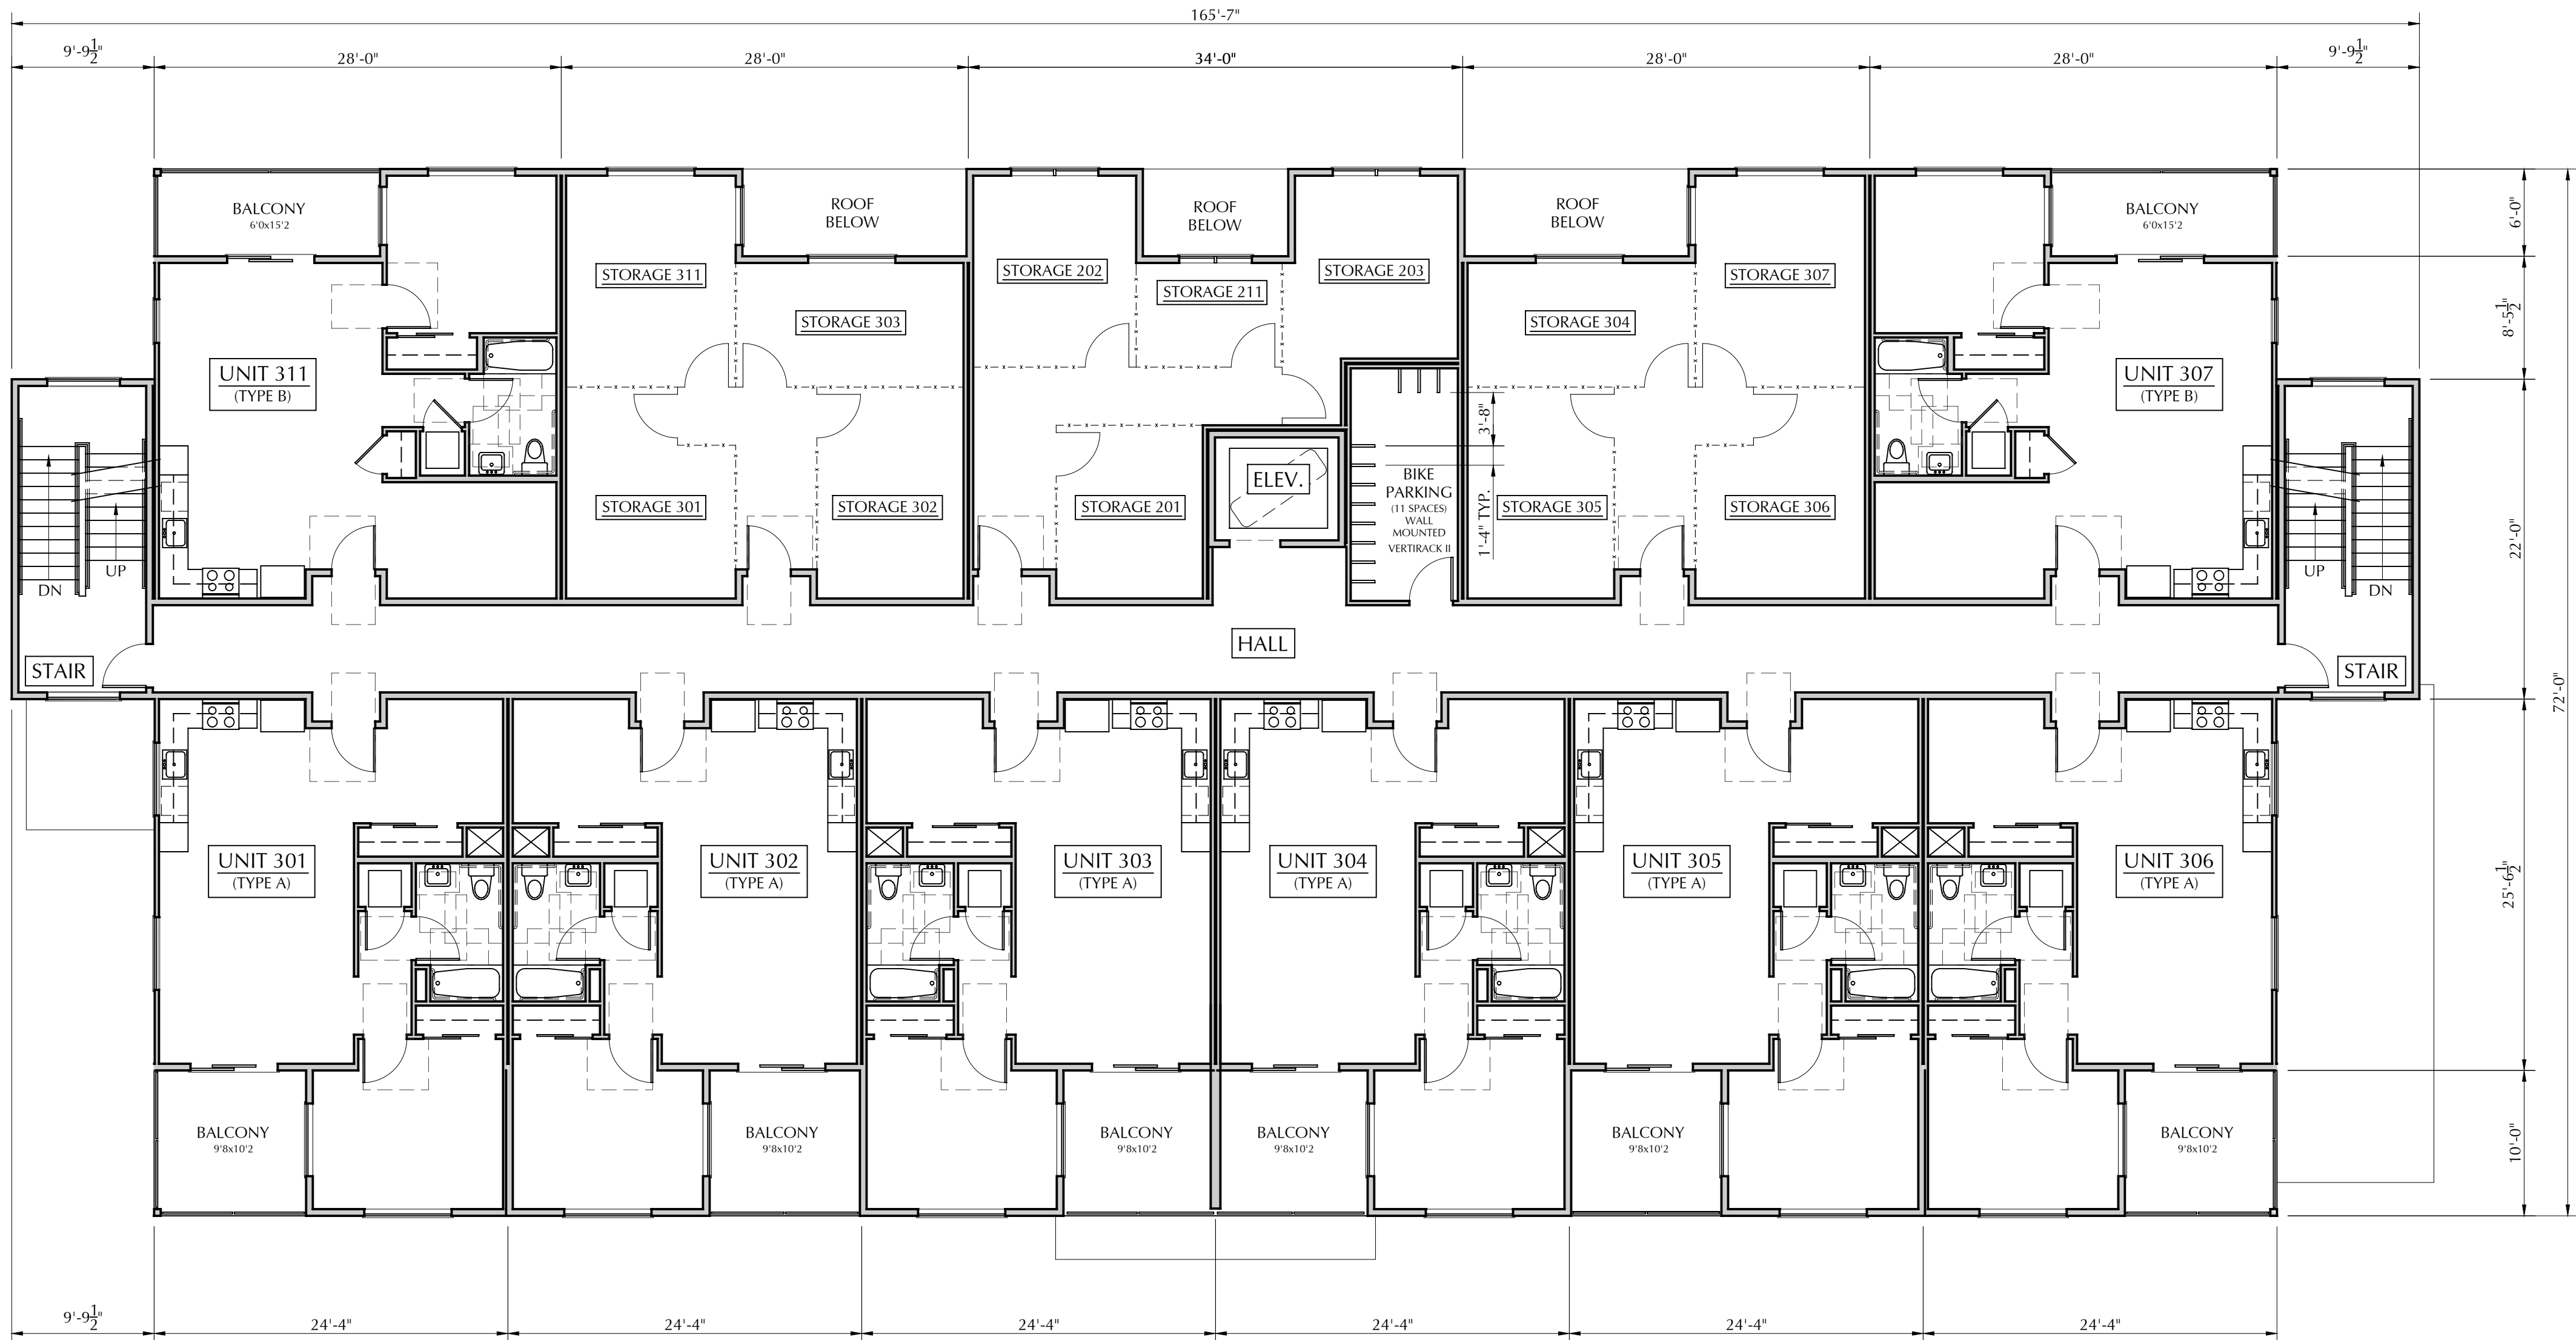 165'-7"
9'-9 1/2"
28'-0"
28'-0"
34'-0"
28'-0"
28'-0"
9'-9 1/2"
BALCONY
6'0x15'2
ROOF
BELOW
ROOF
BELOW
ROOF
BELOW
BALCONY
6'0x15'2
6'-0"
STORAGE 311
STORAGE 202
STORAGE 211
STORAGE 203
STORAGE 307
STORAGE 303
STORAGE 304
8'-5 1/2"
UNIT 311
(TYPE B)
UNIT 307
(TYPE B)
3'-8"
ELEV.
BIKE
PARKING
(11 SPACES)
WALL
MOUNTED
VERTIRACK II
1'-4" TYP.
STORAGE 301
STORAGE 302
STORAGE 201
STORAGE 305
STORAGE 306
22'-0"
UP
DN
UP
DN
HALL
STAIR
STAIR
72'-0"
UNIT 301
(TYPE A)
UNIT 302
(TYPE A)
UNIT 303
(TYPE A)
UNIT 304
(TYPE A)
UNIT 305
(TYPE A)
UNIT 306
(TYPE A)
25'-6 1/2"
BALCONY
9'8x10'2
BALCONY
9'8x10'2
BALCONY
9'8x10'2
BALCONY
9'8x10'2
BALCONY
9'8x10'2
BALCONY
9'8x10'2
10'-0"
9'-9 1/2"
24'-4"
24'-4"
24'-4"
24'-4"
24'-4"
24'-4"